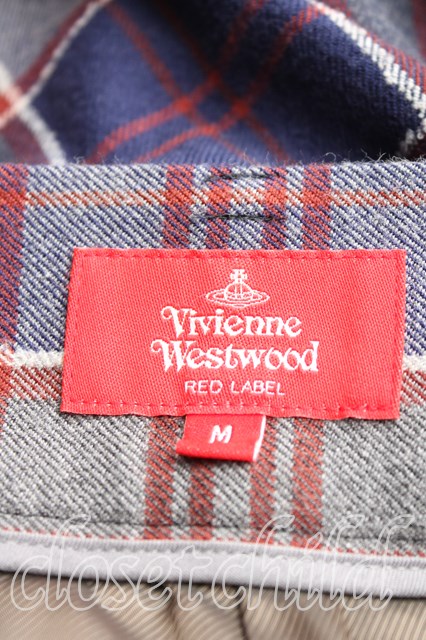 Vivienne
Westwood
RED LABEL
M
closet child